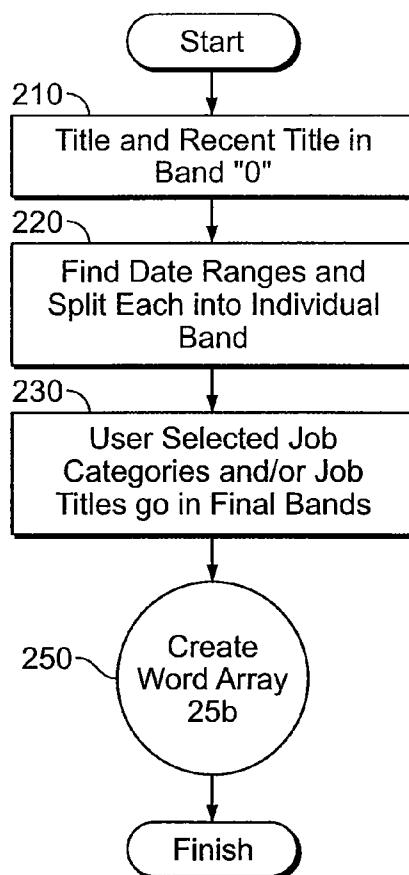 Start
210
Title and Recent Title in
Band "0"
220
Find Date Ranges and
Split Each into Individual
Band
230
User Selected Job
Categories and/or Job
Titles go in Final Bands
250
Create
Word Array
25b
Finish